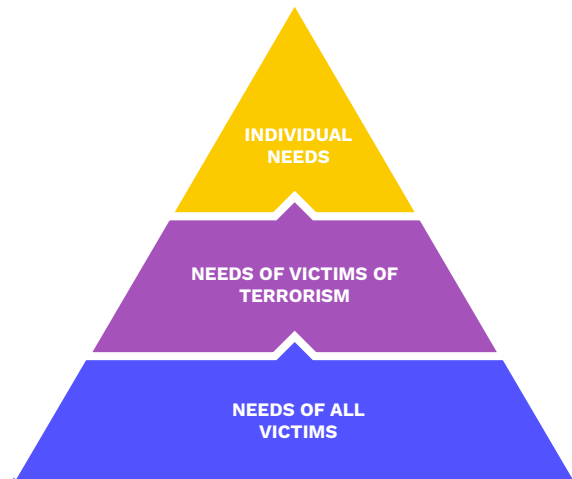 INDIVIDUAL
NEEDS
NEEDS OF VICTIMS OF
TERRORISM
NEEDS OF ALL
VICTIMS